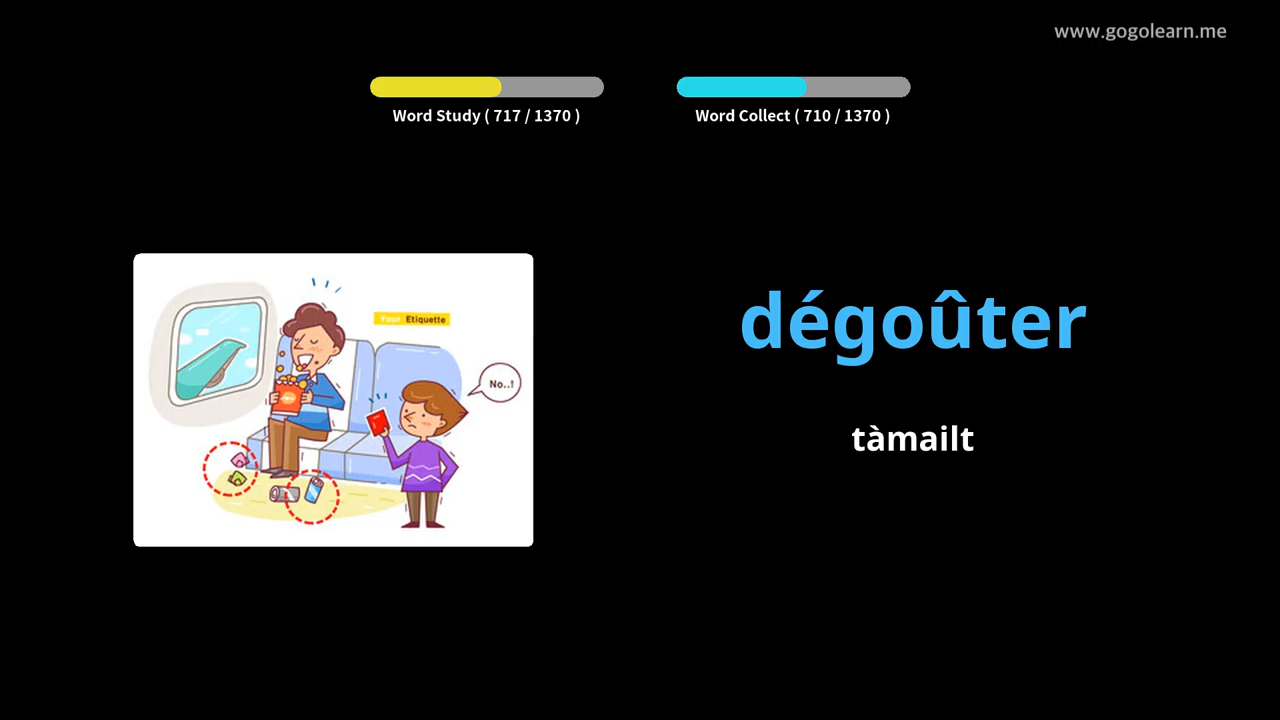 www.gogolearn.me
Word Study ( 717 / 1370 )
Word Collect ( 710 / 1370 )
Your Etiquette
No..!
dégoûter
tàmailt